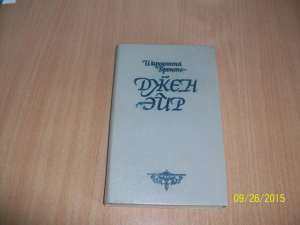 Шарлотта
Бронте
ДЖЕН
ЭЙР
09/26/2015